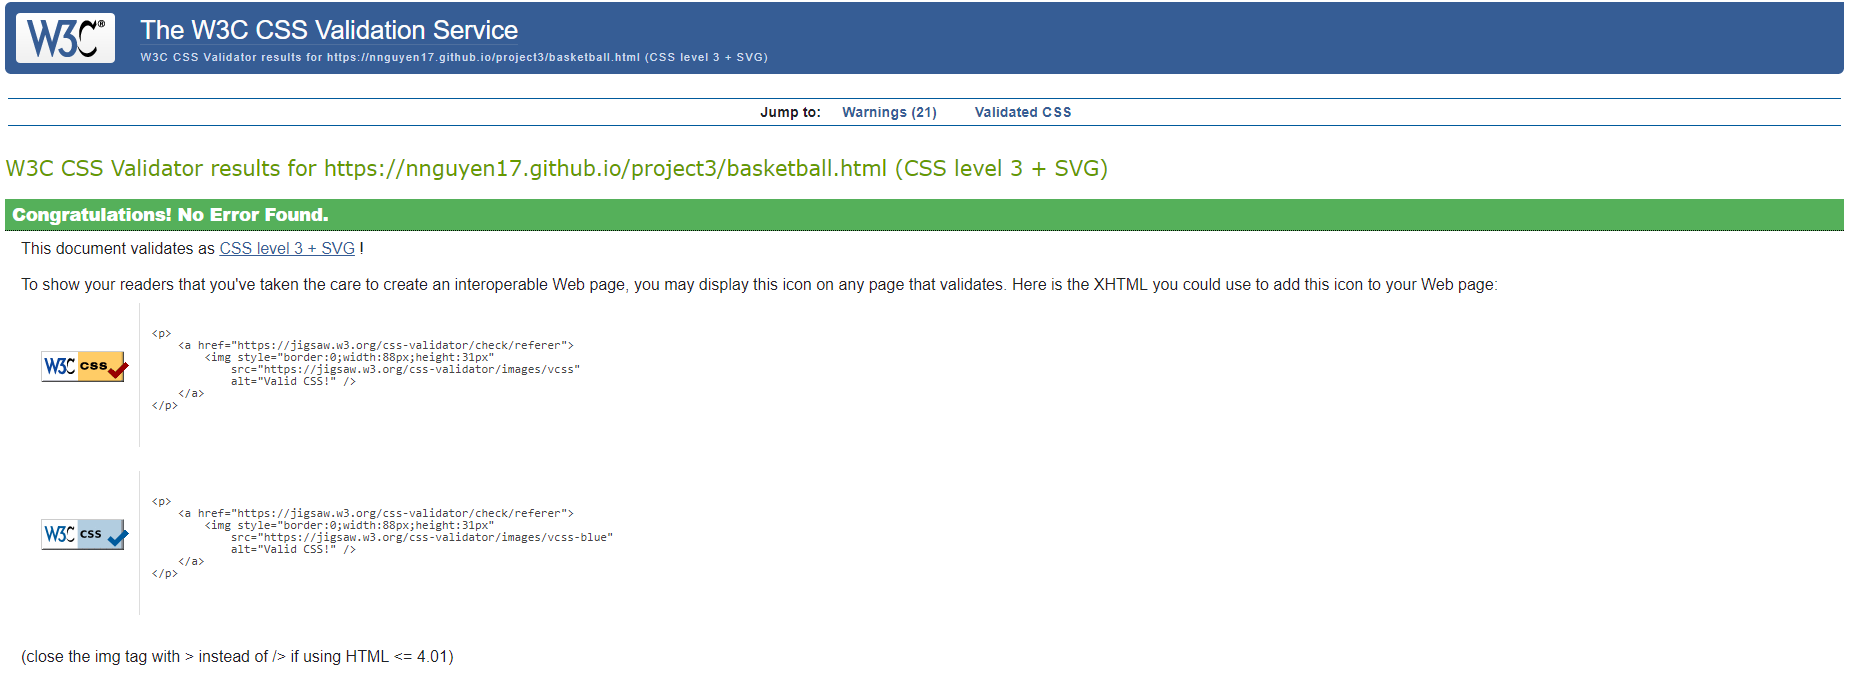 W3C® The W3C CSS Validation Service
W3C CSS Validator results for https://nnguyen17.github.io/project3/basketball.html (CSS level 3 + SVG)
Jump to: Warnings (21) Validated CSS
W3C CSS Validator results for https://nnguyen17.github.io/project3/basketball.html (CSS level 3 + SVG)
Congratulations! No Error Found.
This document validates as CSS level 3 + SVG !
To show your readers that you've taken the care to create an interoperable Web page, you may display this icon on any page that validates. Here is the XHTML you could use to add this icon to your Web page:
W3C css
<p>
<a href="https://jigsaw.w3.org/css-validator/check/referer">
<img style="border:0;width:88px;height:31px"
src="https://jigsaw.w3.org/css-validator/images/vcss"
alt="Valid CSS!" />
</a>
</p>
W3C css
<p>
<a href="https://jigsaw.w3.org/css-validator/check/referer">
<img style="border:0;width:88px;height:31px"
src="https://jigsaw.w3.org/css-validator/images/vcss-blue"
alt="Valid CSS!" />
</a>
</p>
(close the img tag with > instead of /> if using HTML <= 4.01)